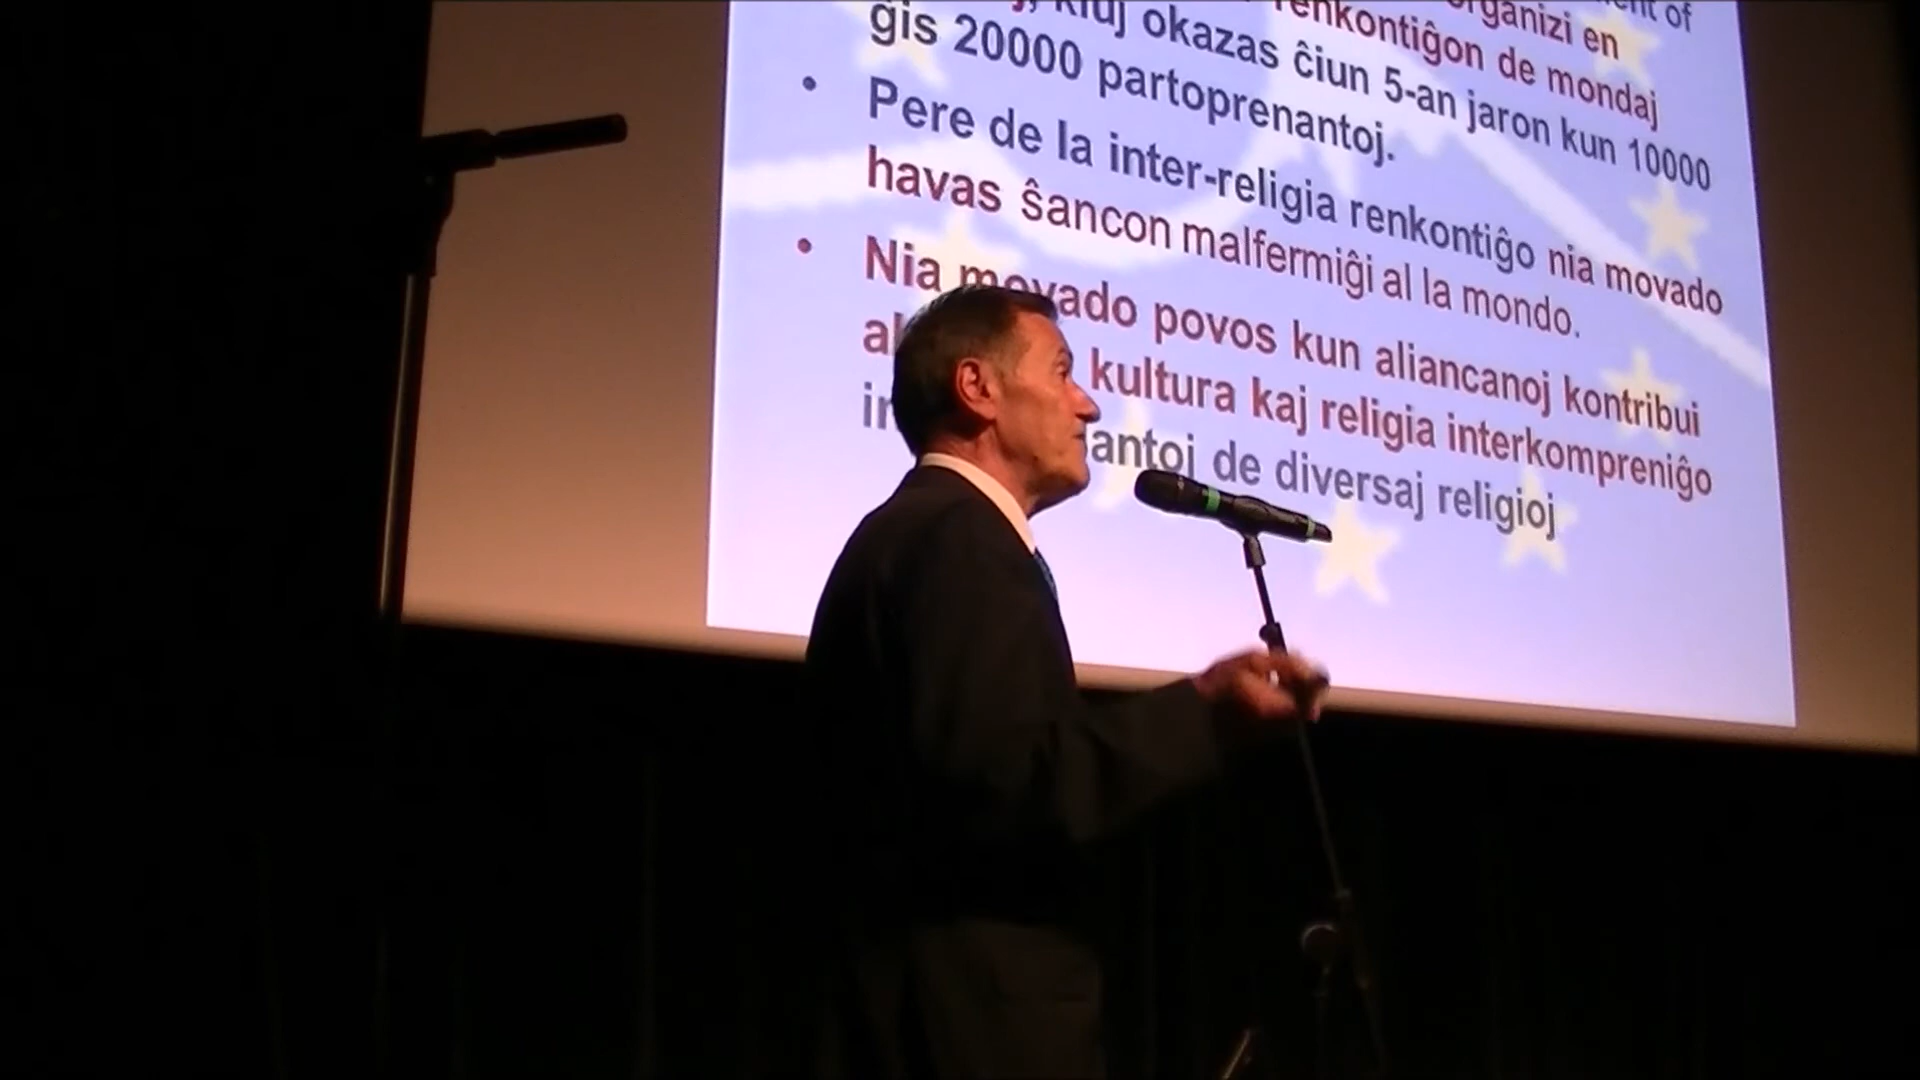 of
organizi en
renkontiĝon de mondaj
kiuj okazas ĉiun 5-an jaron kun 10000
ĝis 20000 partoprenantoj.
• Pere de la inter-religia renkontiĝo nia movado
havas ŝancon malfermiĝi al la mondo.
• Nia movado povos kun aliancanoj kontribui
kultura kaj religia interkompreniĝo
de diversaj religioj